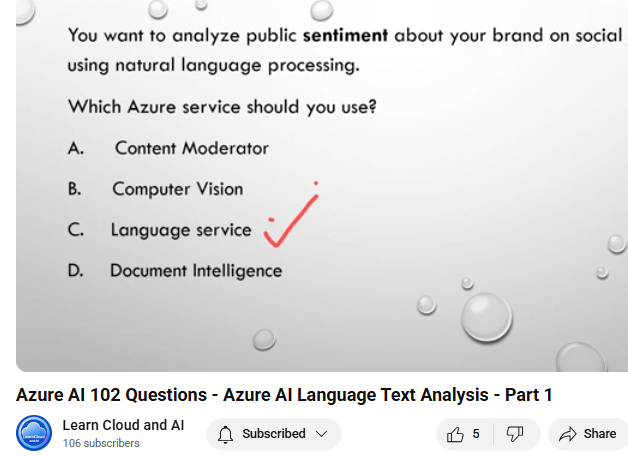 You want to analyze public sentiment about your brand on social
using natural language processing.
Which Azure service should you use?
A. Content Moderator
B. Computer Vision
C. Language service
D. Document Intelligence
Azure AI 102 Questions - Azure AI Language Text Analysis - Part 1
Learn Cloud and AI
106 subscribers
Subscribed
5
Share